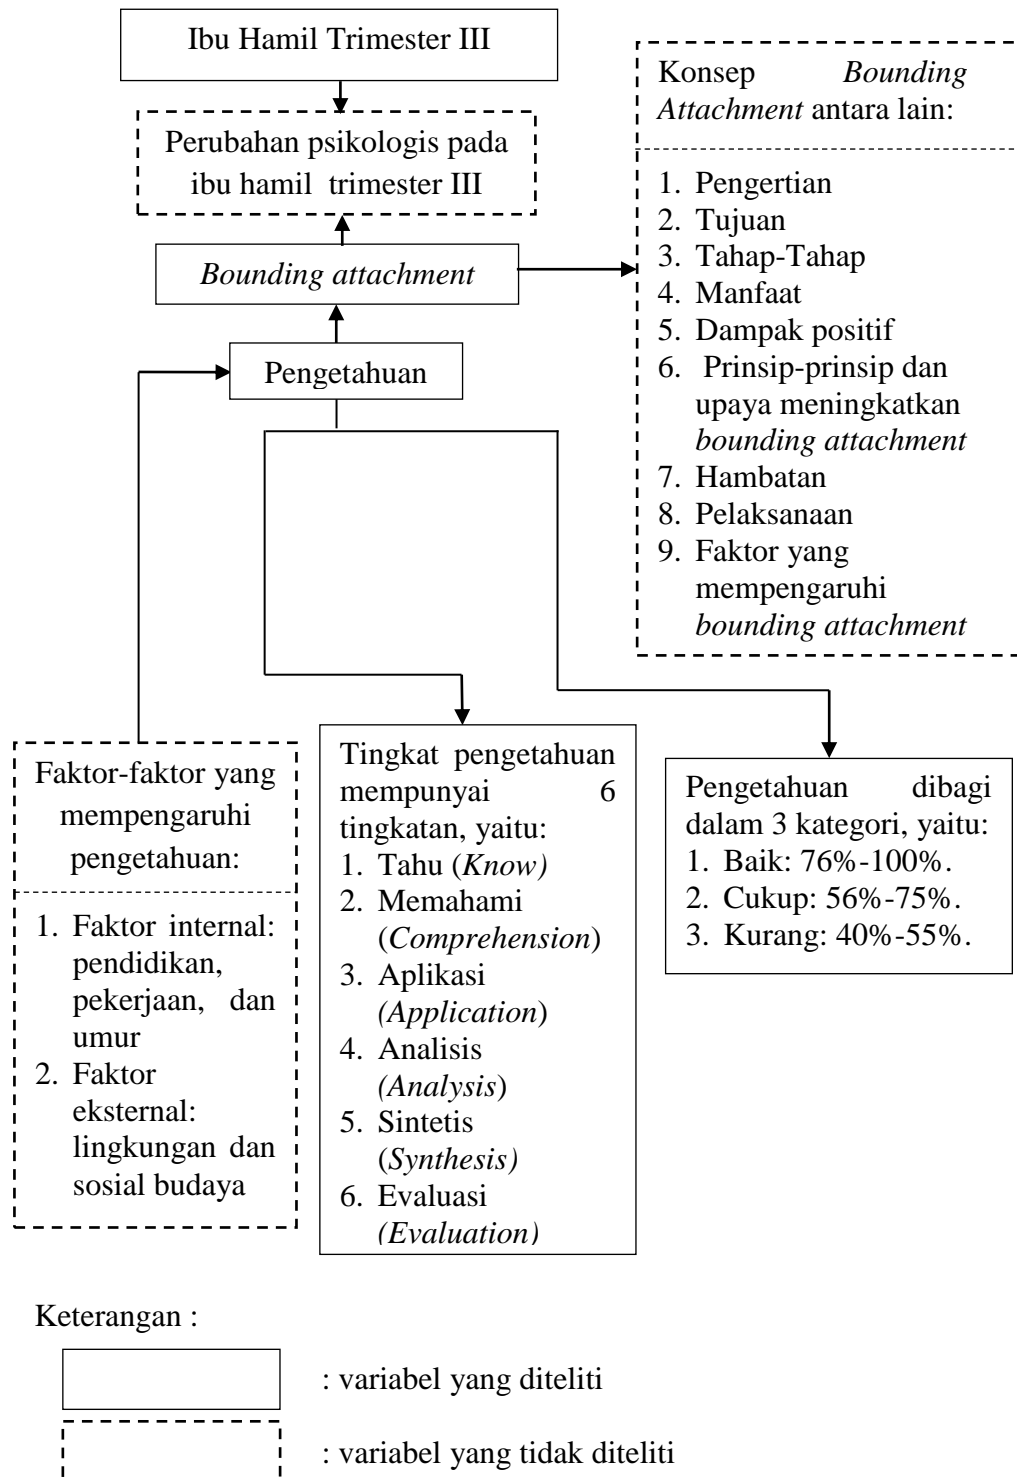 Ibu Hamil Trimester III
Perubahan psikologis pada
ibu hamil trimester III
Bounding attachment
Pengetahuan
Konsep Bounding
Attachment antara lain:
1. Pengertian
2. Tujuan
3. Tahap-Tahap
4. Manfaat
5. Dampak positif
6. Prinsip-prinsip dan
upaya meningkatkan
bounding attachment
7. Hambatan
8. Pelaksanaan
9. Faktor yang
mempengaruhi
bounding attachment
Faktor-faktor yang
mempengaruhi
pengetahuan:
1. Faktor internal:
pendidikan,
pekerjaan, dan
umur
2. Faktor
eksternal:
lingkungan dan
sosial budaya
Tingkat pengetahuan
mempunyai 6
tingkatan, yaitu:
1. Tahu (Know)
2. Memahami
(Comprehension)
3. Aplikasi
(Application)
4. Analisis
(Analysis)
5. Sintetis
(Synthesis)
6. Evaluasi
(Evaluation)
Pengetahuan dibagi
dalam 3 kategori, yaitu:
1. Baik: 76%-100%.
2. Cukup: 56%-75%.
3. Kurang: 40%-55%.
Keterangan :
: variabel yang diteliti
: variabel yang tidak diteliti